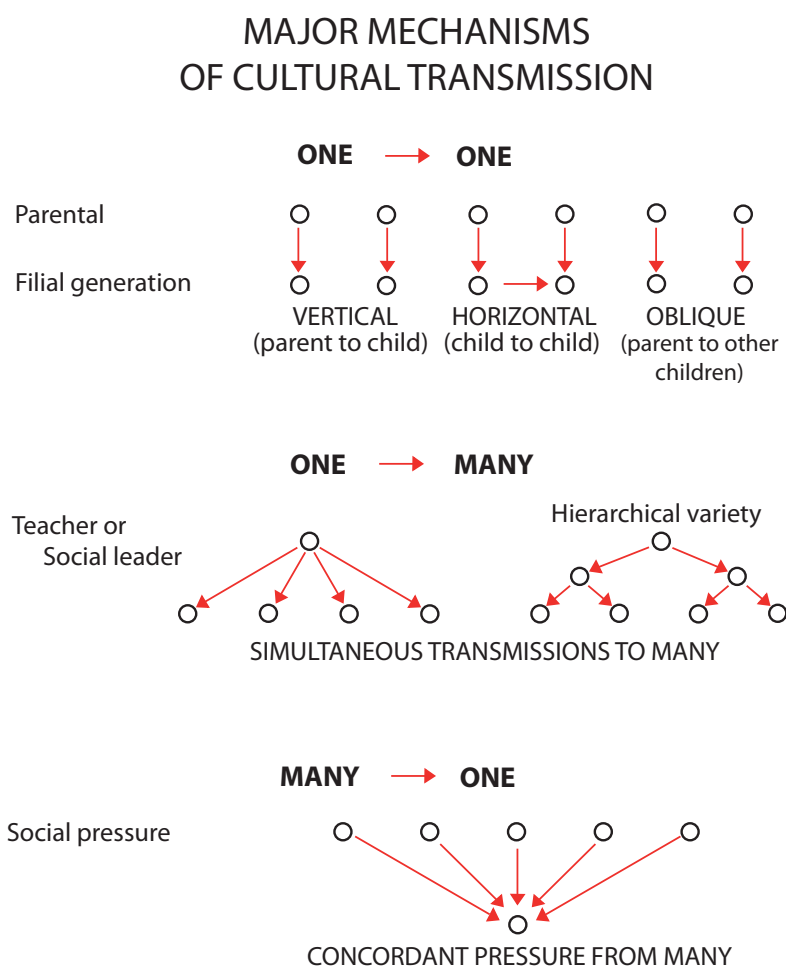 MAJOR MECHANISMS
OF CULTURAL TRANSMISSION
ONE → ONE
Parental
Filial generation
VERTICAL
(parent to child)
HORIZONTAL
(child to child)
OBLIQUE
(parent to other
children)
ONE → MANY
Teacher or
Social leader
Hierarchical variety
SIMULTANEOUS TRANSMISSIONS TO MANY
MANY → ONE
Social pressure
CONCORDANT PRESSURE FROM MANY